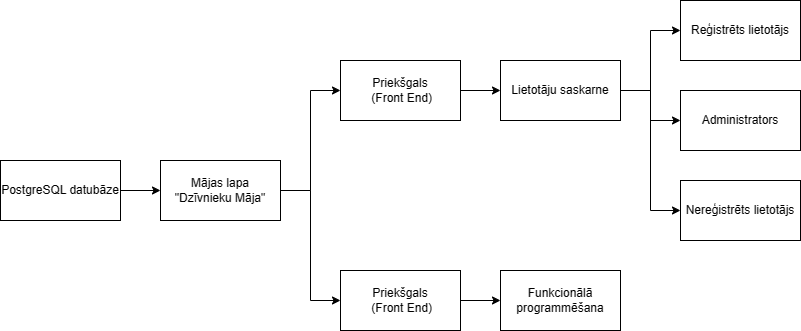 PostgreSQL datubāze
Mājas lapa
"Dzīvnieku Māja"
Priekšgals
(Front End)
Lietotāju saskarne
Reģistrēts lietotājs
Administrators
Nereģistrēts lietotājs
Priekšgals
(Front End)
Funkcionālā
programmēšana